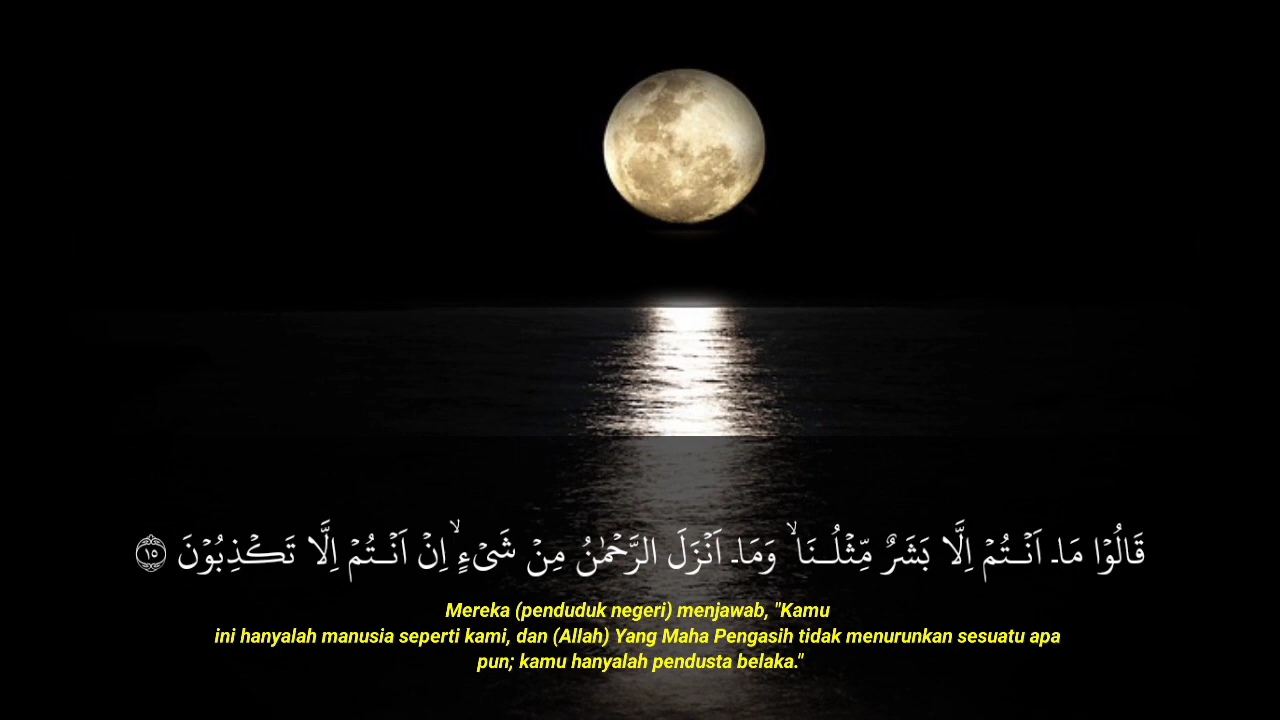 قَالُوْا مَاۤ اَنْـتُمْ اِلَّا بَشَرٌ مِّثْلُـنَا ۙ وَمَاۤ اَنْزَلَ الرَّحْمٰنُ مِنْ شَيْءٍ ۙ اِنْ اَنْـتُمْ اِلَّا تَكْذِبُوْنَ ۝١٥
Mereka (penduduk negeri) menjawab, "Kamu
ini hanyalah manusia seperti kami, dan (Allah) Yang Maha Pengasih tidak menurunkan sesuatu apa
pun; kamu hanyalah pendusta belaka."